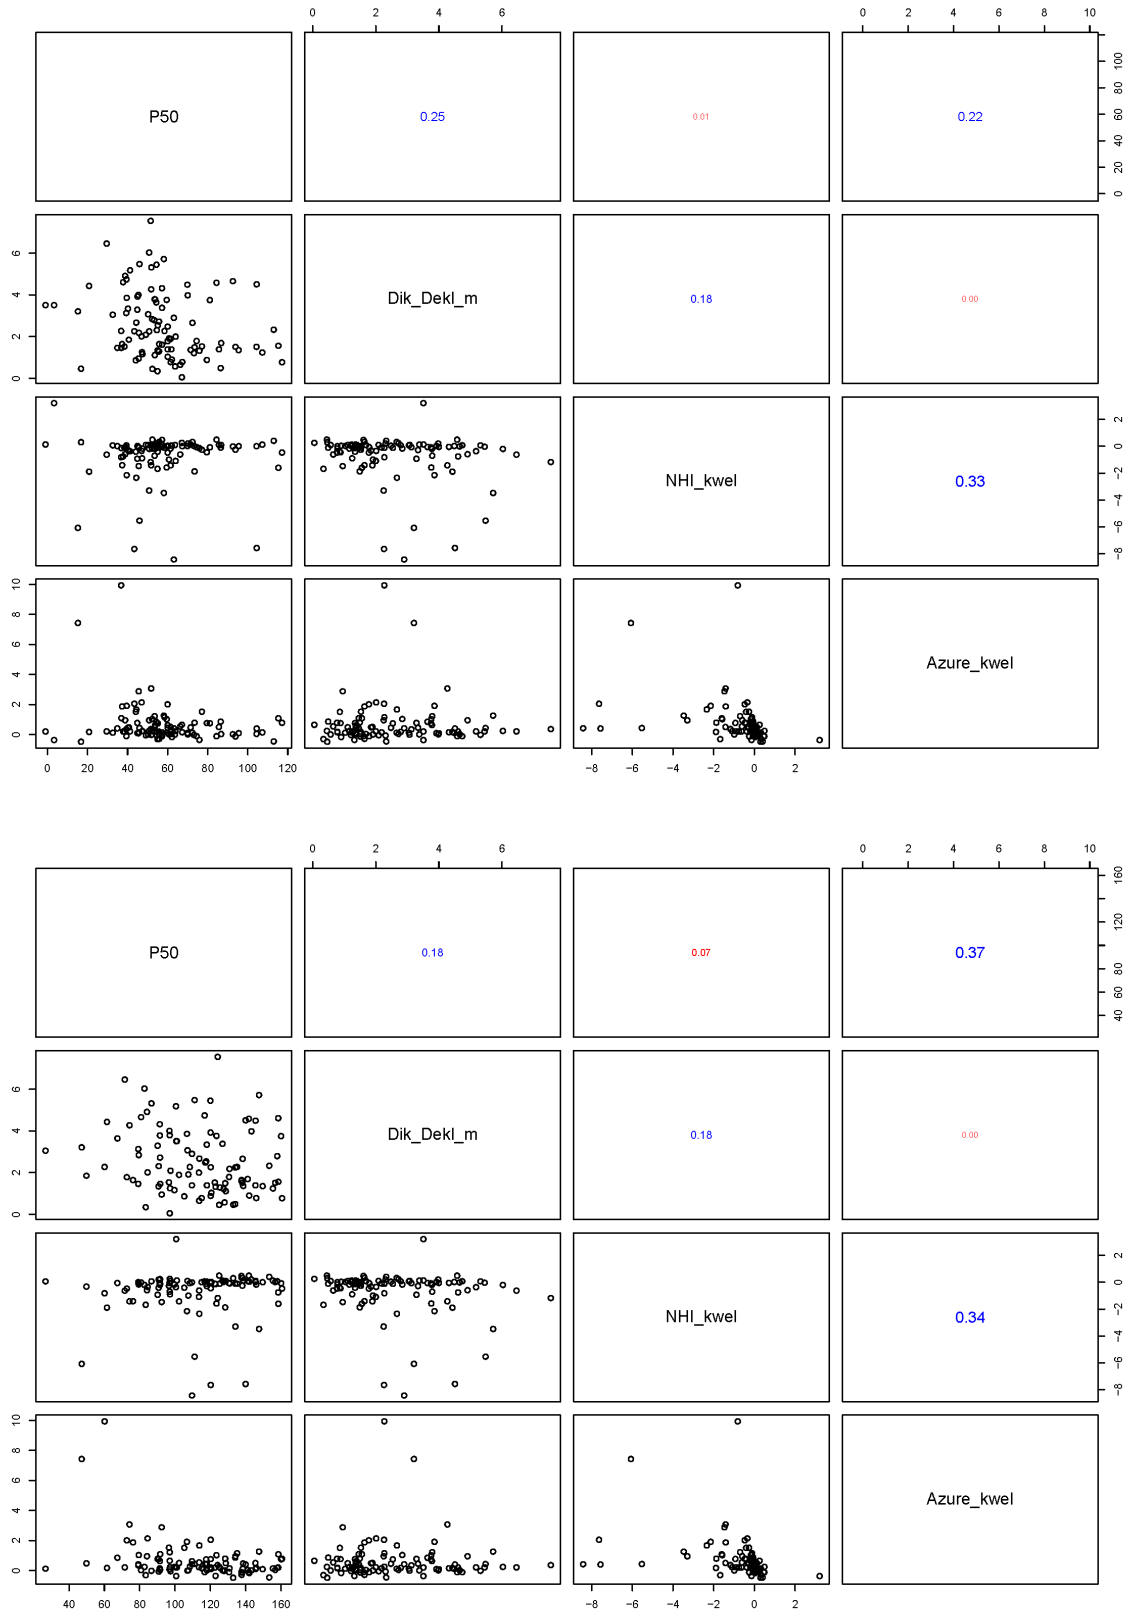 0 2 4 6 0 2 4 6 8 10
P50 0.25 0.01 0.22
0 20 40 60 80 100
0 2 4 6
Dik_Dekl_m 0.18 0.00
NHI_kwel 0.33
−8 −6 −4 −2 0 2
0 2 4 6 8 10
Azure_kwel
0 20 40 60 80 100 120 −8 −6 −4 −2 0 2
0 2 4 6 0 2 4 6 8 10
P50 0.18 0.07 0.37
40 60 80 120 160
0 2 4 6
Dik_Dekl_m 0.18 0.00
NHI_kwel 0.34
−8 −6 −4 −2 0 2
0 2 4 6 8 10
Azure_kwel
40 60 80 100 120 140 160 −8 −6 −4 −2 0 2